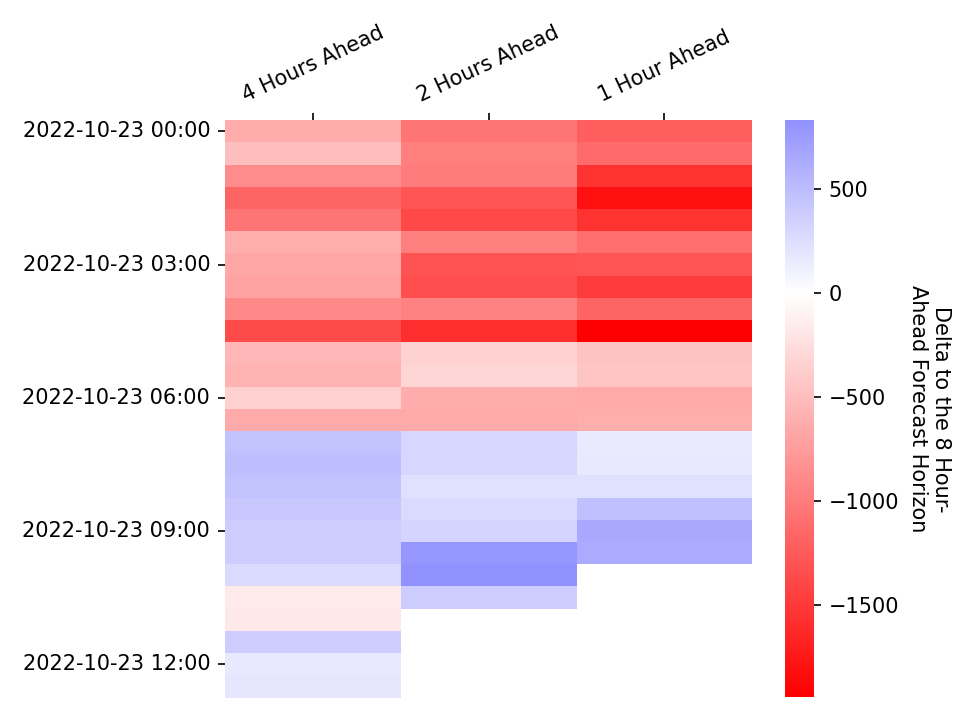 4 Hours Ahead
2 Hours Ahead
1 Hour Ahead
2022-10-23 00:00
2022-10-23 03:00
2022-10-23 06:00
2022-10-23 09:00
2022-10-23 12:00
500
0
−500
−1000
−1500
Delta to the 8 Hour-
Ahead Forecast Horizon